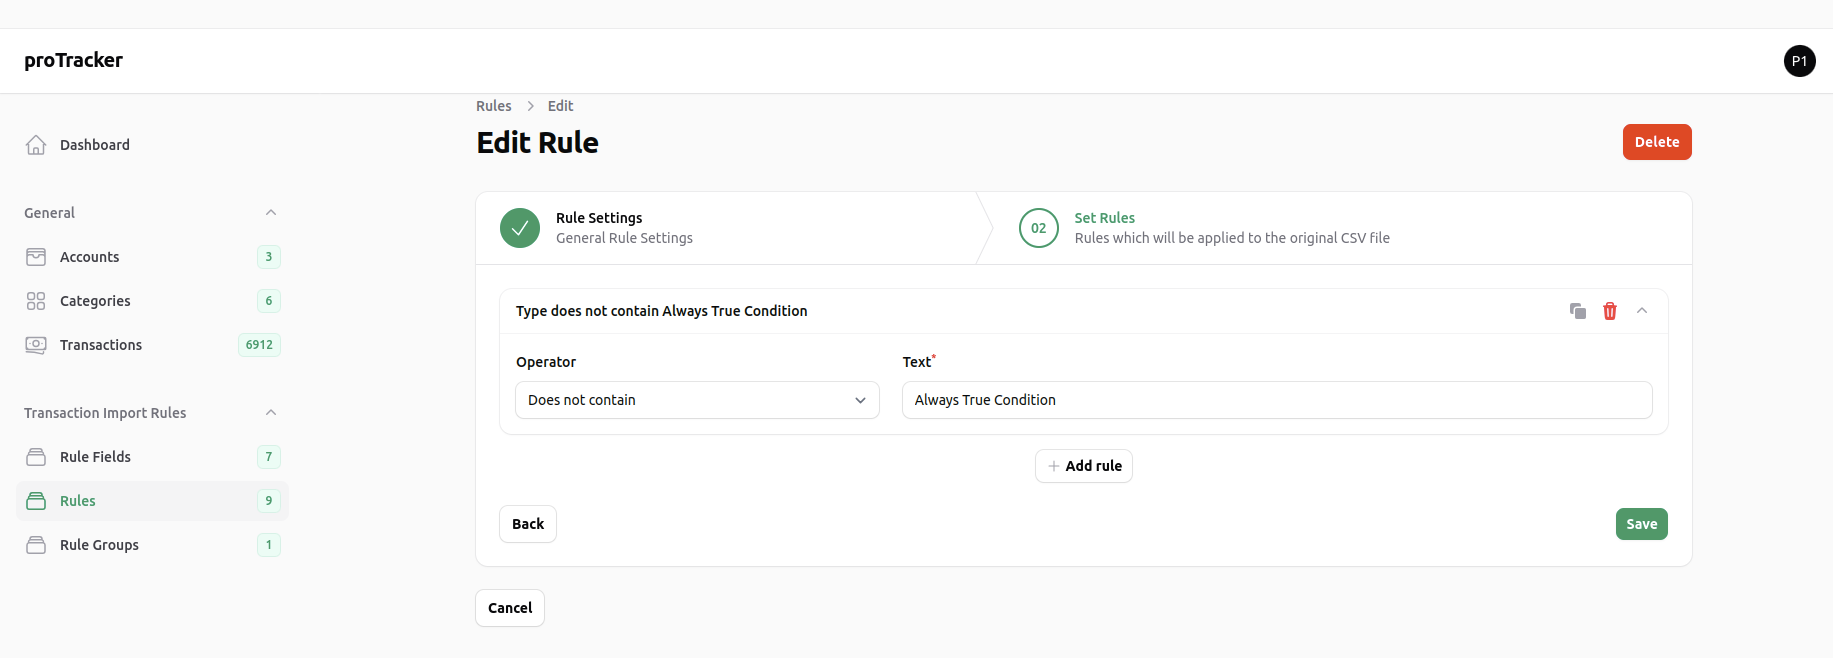 proTracker
P1
Dashboard
General
Accounts
3
Categories
6
Transactions
6912
Transaction Import Rules
Rule Fields
7
Rules
9
Rule Groups
1
Rules
Edit
Edit Rule
Delete
Rule Settings
General Rule Settings
02
Set Rules
Rules which will be applied to the original CSV file
Type does not contain Always True Condition
Operator
Text*
Does not contain
Always True Condition
Add rule
Back
Save
Cancel